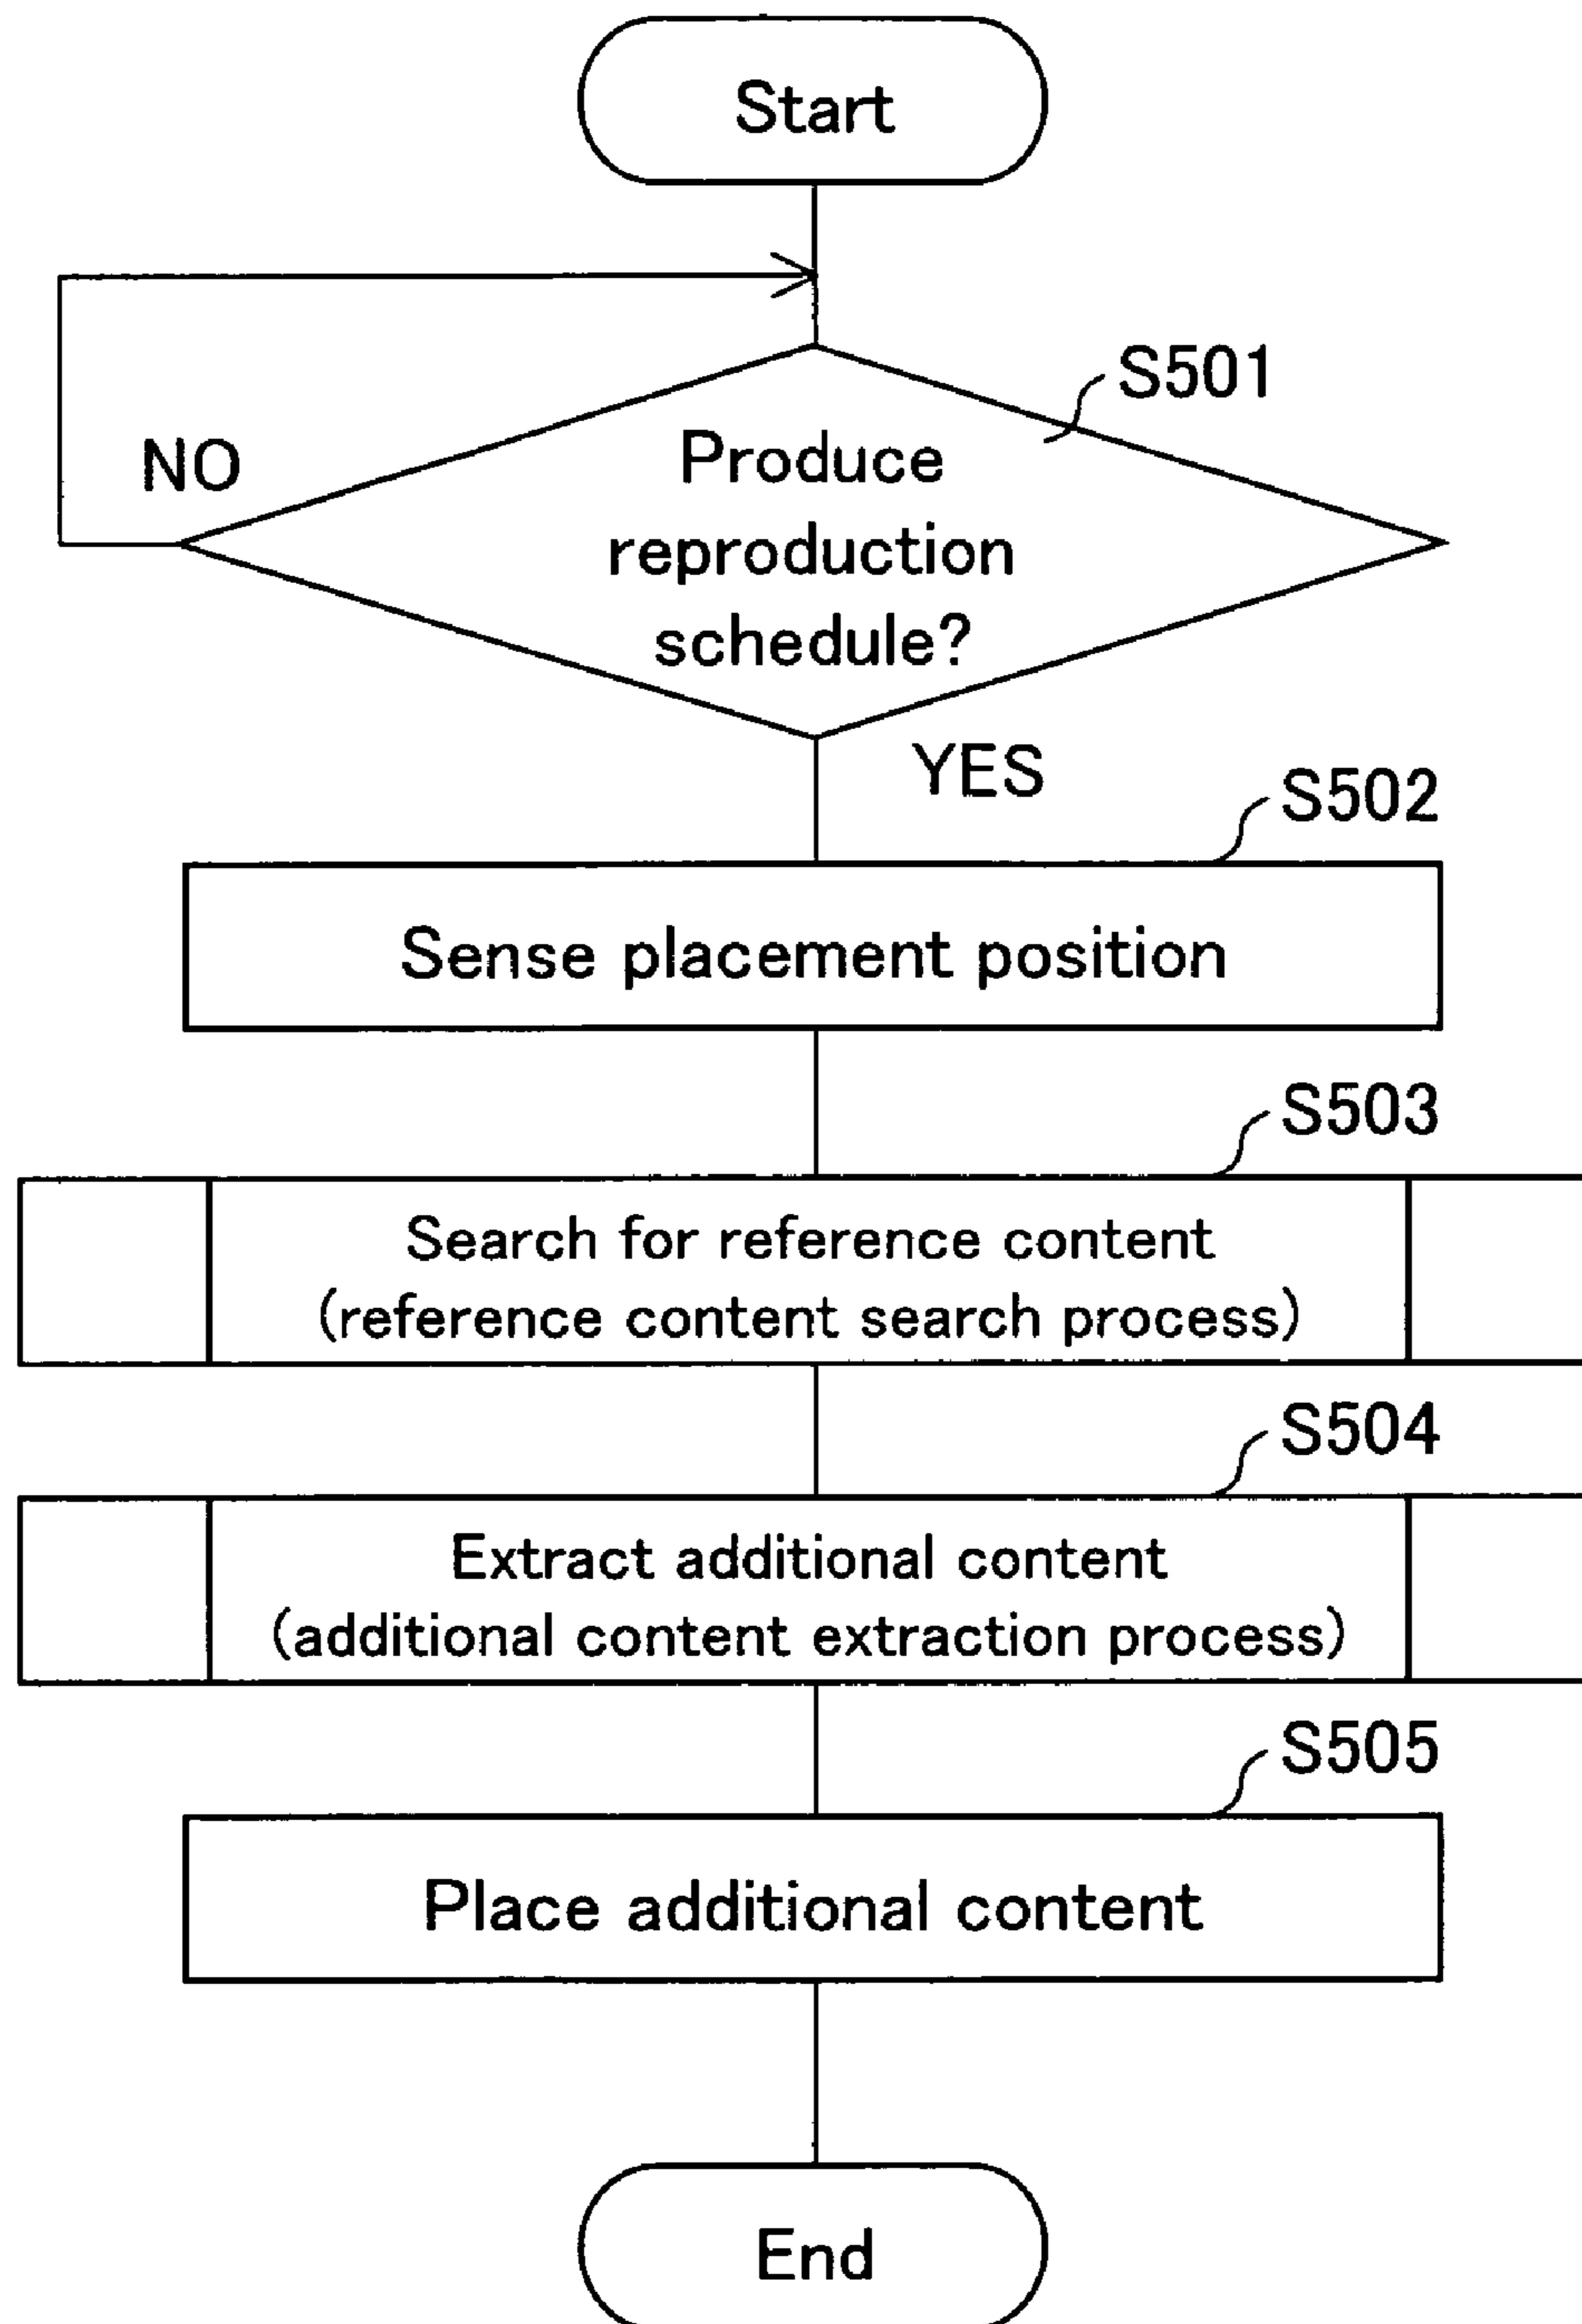 Start
S501
NO
Produce
reproduction
schedule?
YES
S502
Sense placement position
S503
Search for reference content
(reference content search process)
S504
Extract additional content
(additional content extraction process)
S505
Place additional content
End